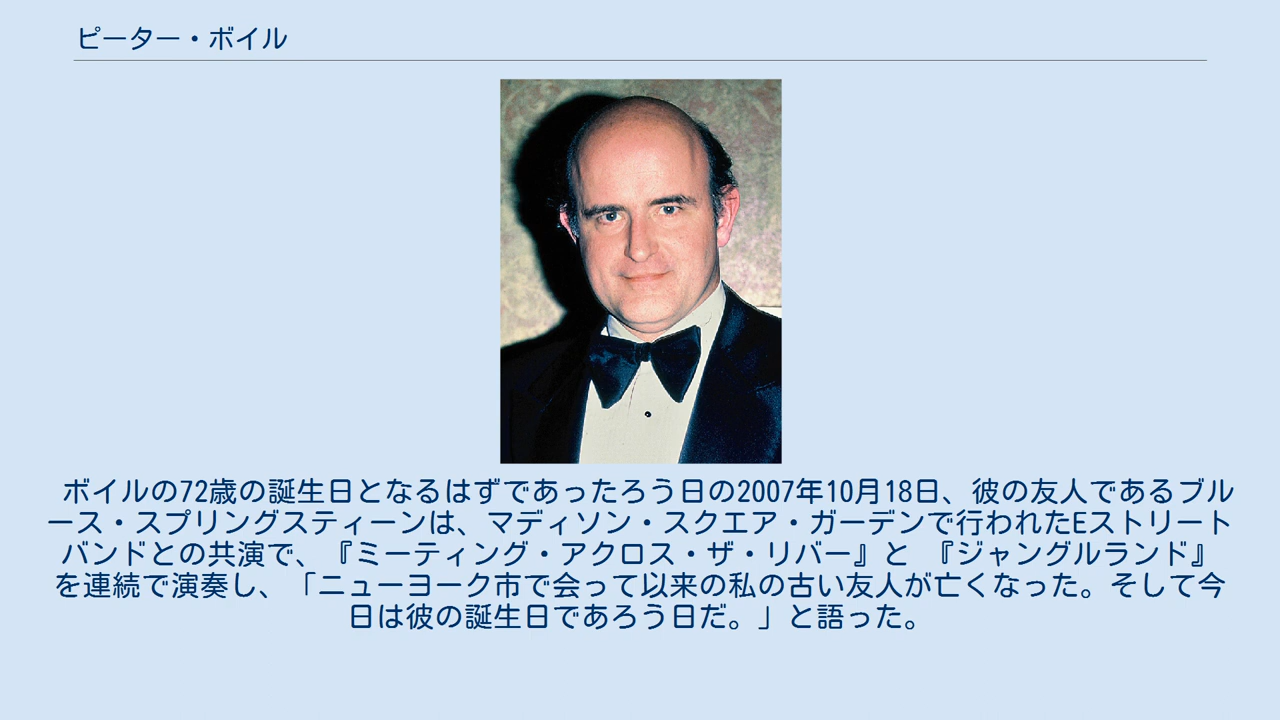 ピーター・ボイル
ボイルの72歳の誕生日となるはずであったろう日の2007年10月18日、彼の友人であるブル
ース・スプリングスティーンは、マディソン・スクエア・ガーデンで行われたEストリート
バンドとの共演で、『ミーティング・アクロス・ザ・リバー』と 『ジャングルランド』
を連続で演奏し、「ニューヨーク市で会って以来の私の古い友人が亡くなった。そして今
日は彼の誕生日であろう日だ。」と語った。